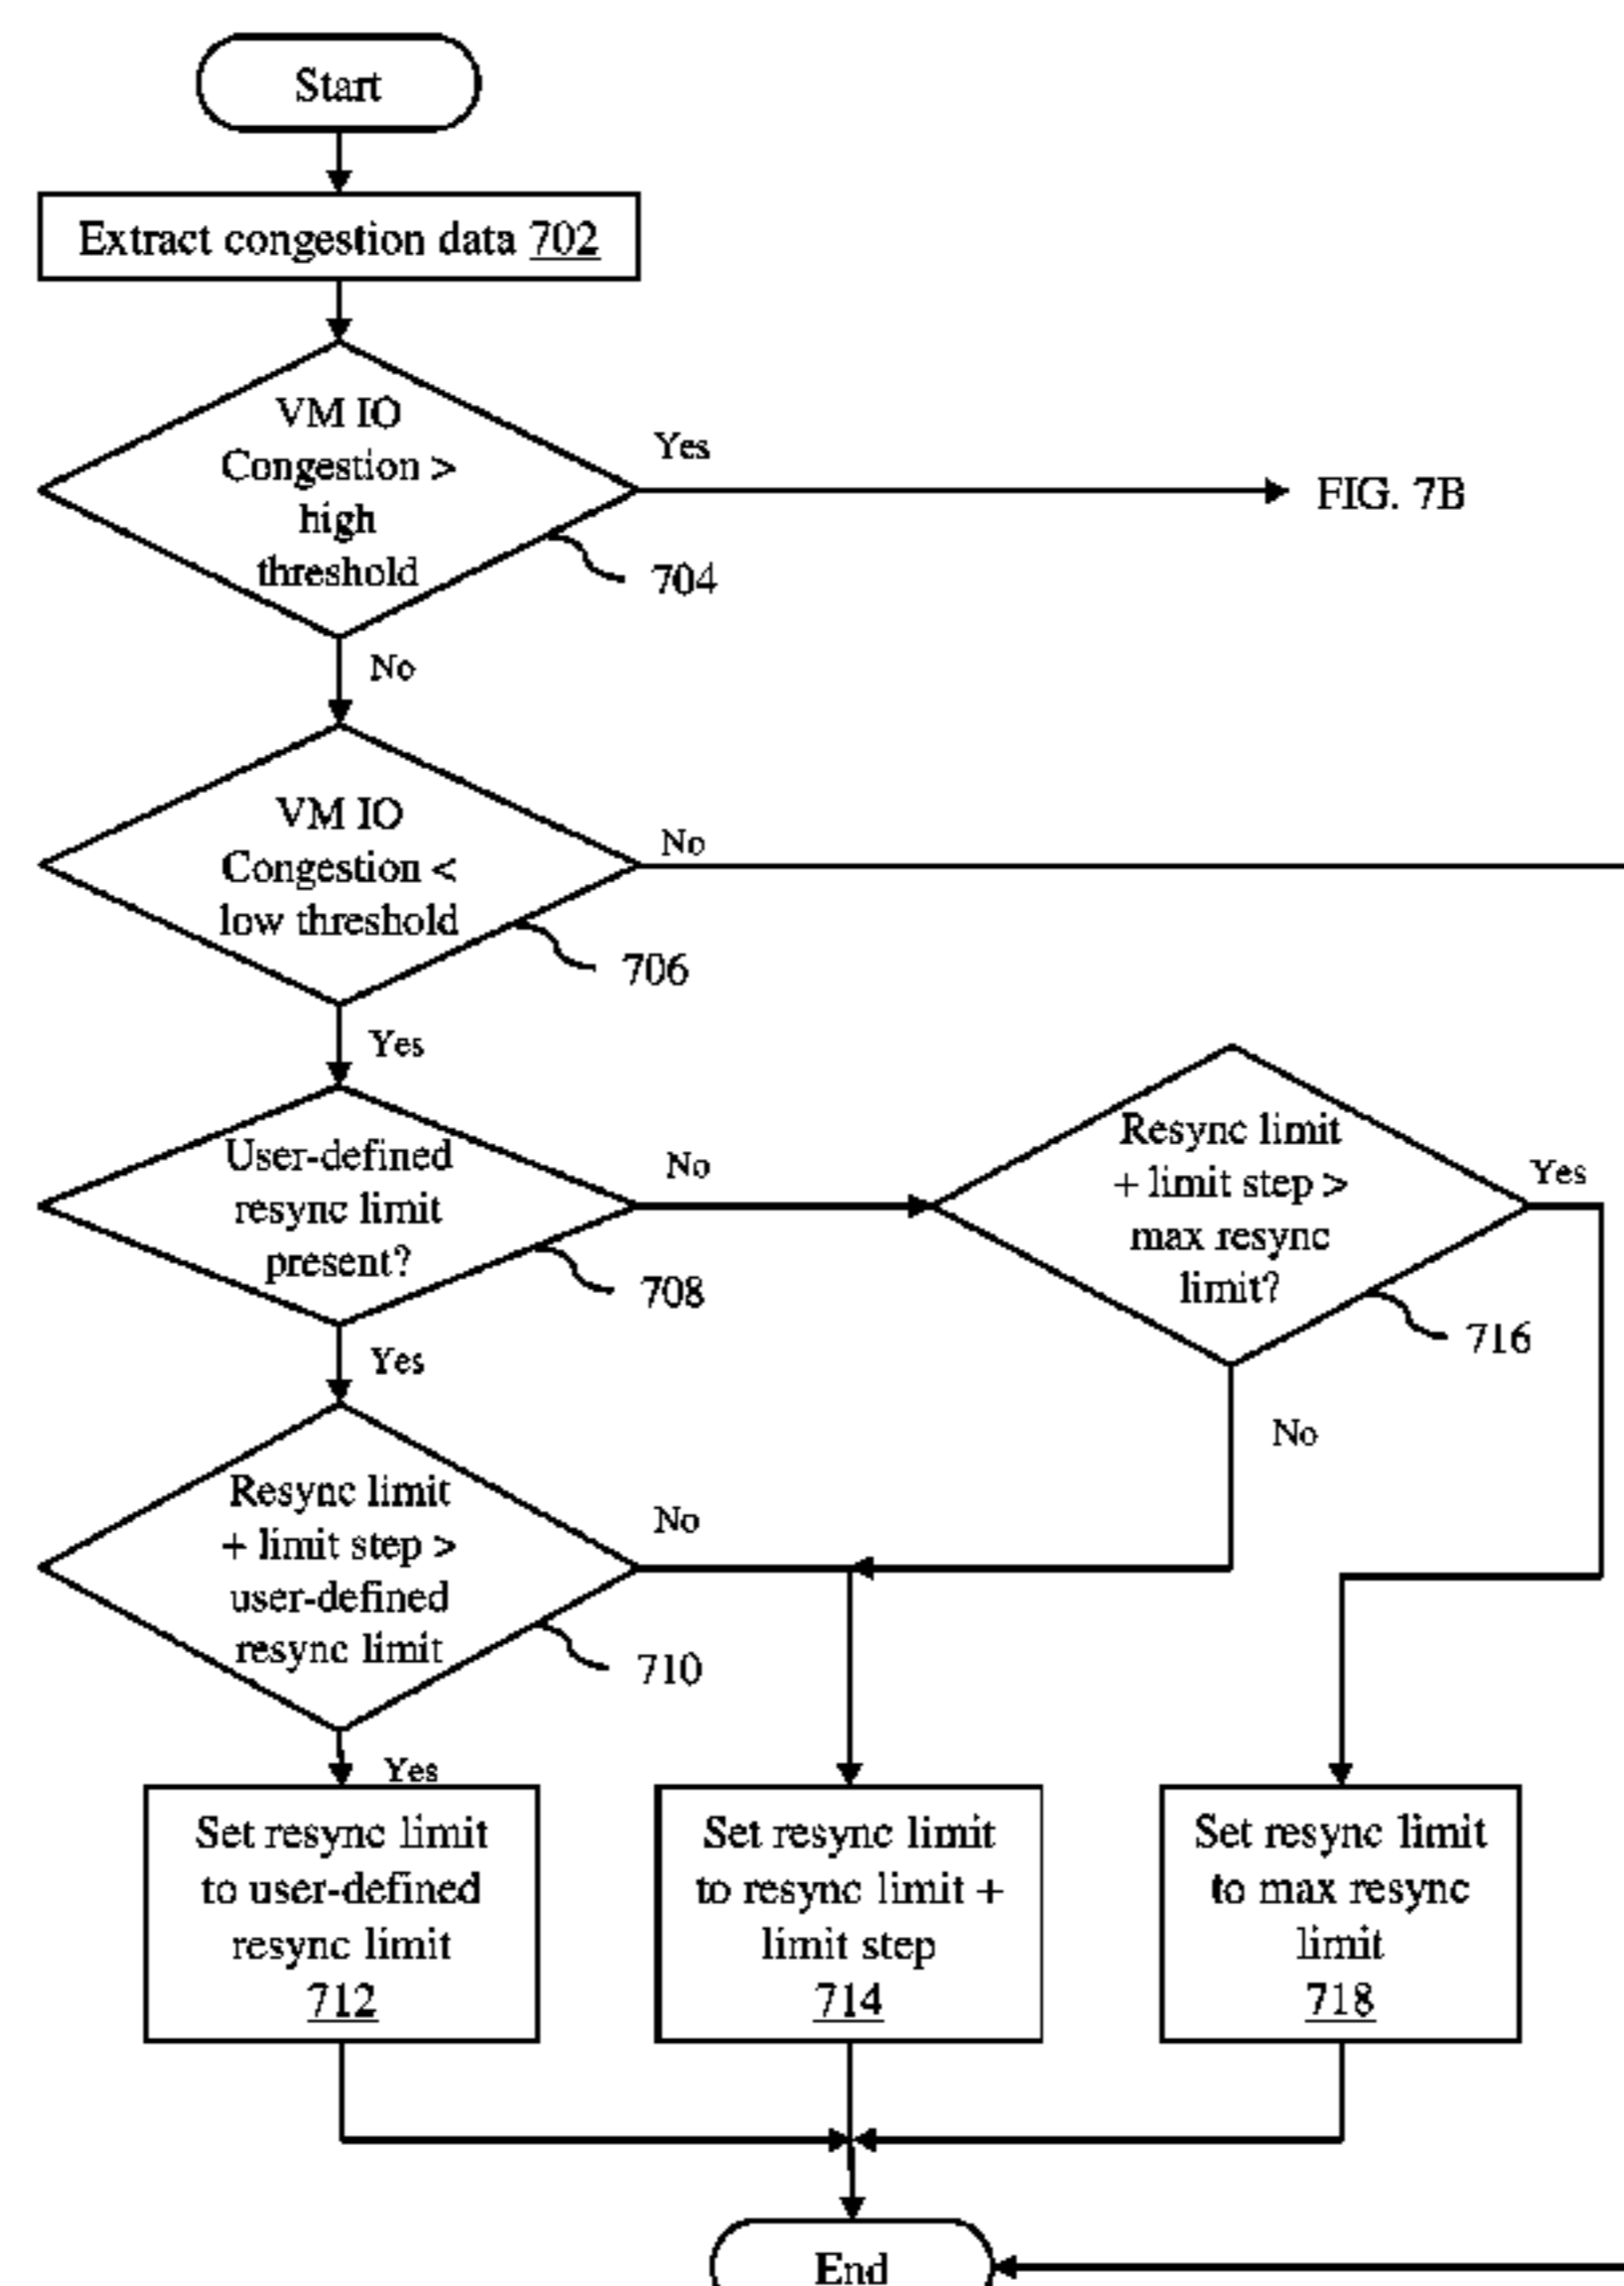 Start
Extract congestion data 702
VM IO
Congestion >
high
threshold
Yes
FIG. 7B
704
No
VM IO
Congestion <
low threshold
No
706
Yes
User-defined
resync limit
present?
No
708
Resync limit
+ limit step >
max resync
limit?
Yes
716
No
Yes
Resync limit
+ limit step >
user-defined
resync limit
No
710
Yes
Set resync limit
to user-defined
resync limit
712
Set resync limit
to resync limit +
limit step
714
Set resync limit
to max resync
limit
718
End